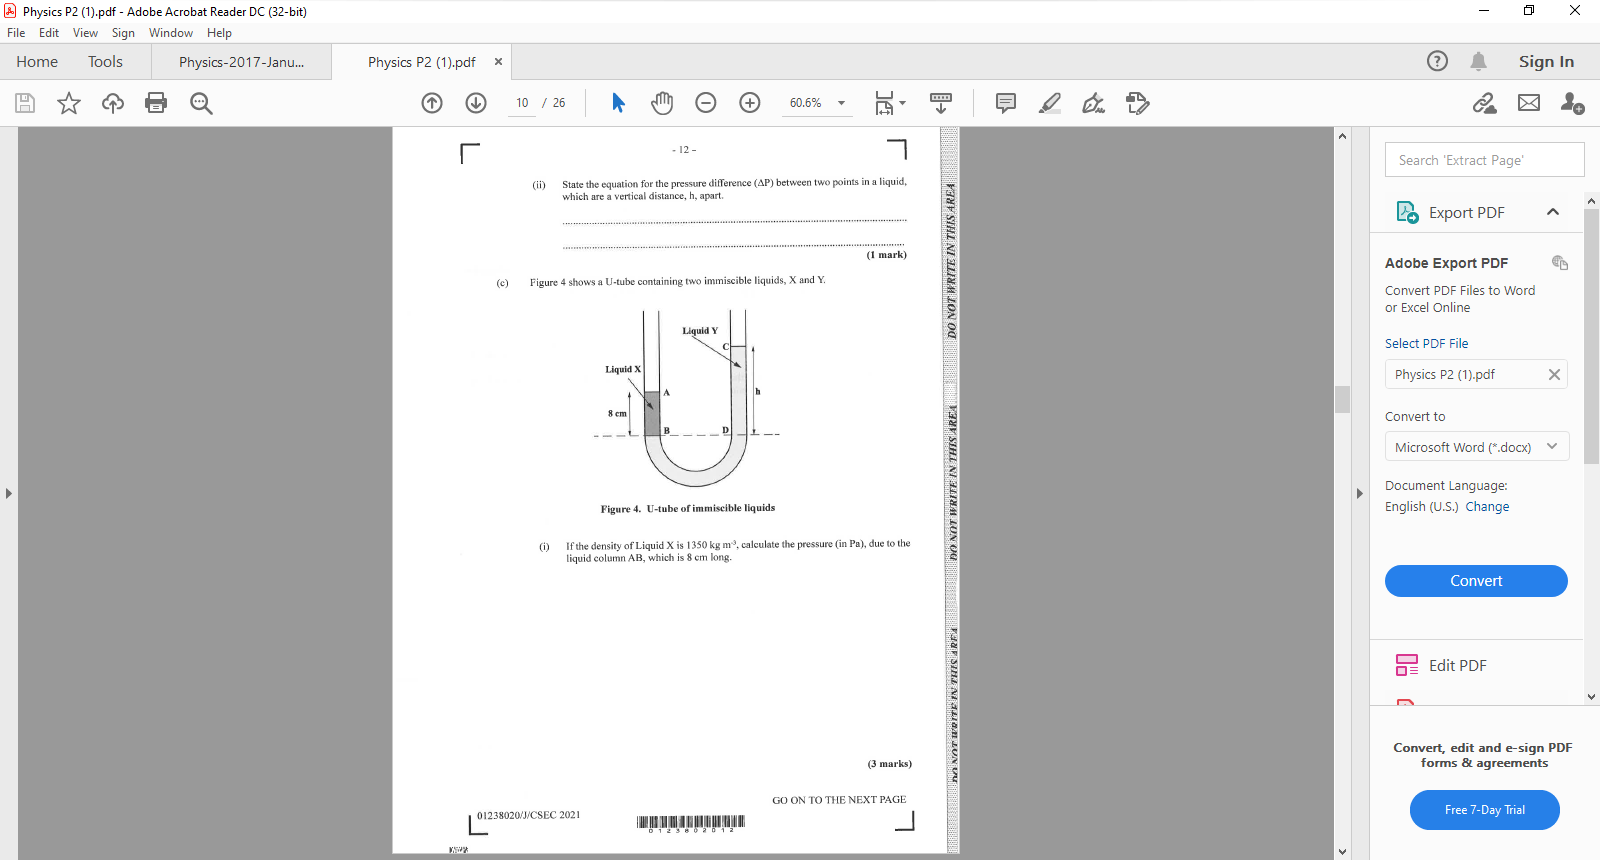 Physics P2 (1).pdf - Adobe Acrobat Reader DC (32-bit)
File Edit View Sign Window Help
Home Tools Physics-2017-Janu... Physics P2 (1).pdf Sign In
10 / 26 60.6%
- 12 -
(ii) State the equation for the pressure difference (ΔP) between two points in a liquid,
which are a vertical distance, h, apart.
(1 mark)
(c) Figure 4 shows a U-tube containing two immiscible liquids, X and Y.
Liquid Y
C
Liquid X
A
h
8 cm
B D
Figure 4. U-tube of immiscible liquids
(i) If the density of Liquid X is 1350 kg m⁻³, calculate the pressure (in Pa), due to the
liquid column AB, which is 8 cm long.
(3 marks)
GO ON TO THE NEXT PAGE
01238020/J/CSEC 2021
0123802012
DO NOT WRITE IN THIS AREA
DO NOT WRITE IN THIS AREA
DO NOT WRITE IN THIS AREA
Search 'Extract Page'
Export PDF
Adobe Export PDF
Convert PDF Files to Word
or Excel Online
Select PDF File
Physics P2 (1).pdf
Convert to
Microsoft Word (*.docx)
Document Language:
English (U.S.) Change
Convert
Edit PDF
Convert, edit and e-sign PDF
forms & agreements
Free 7-Day Trial